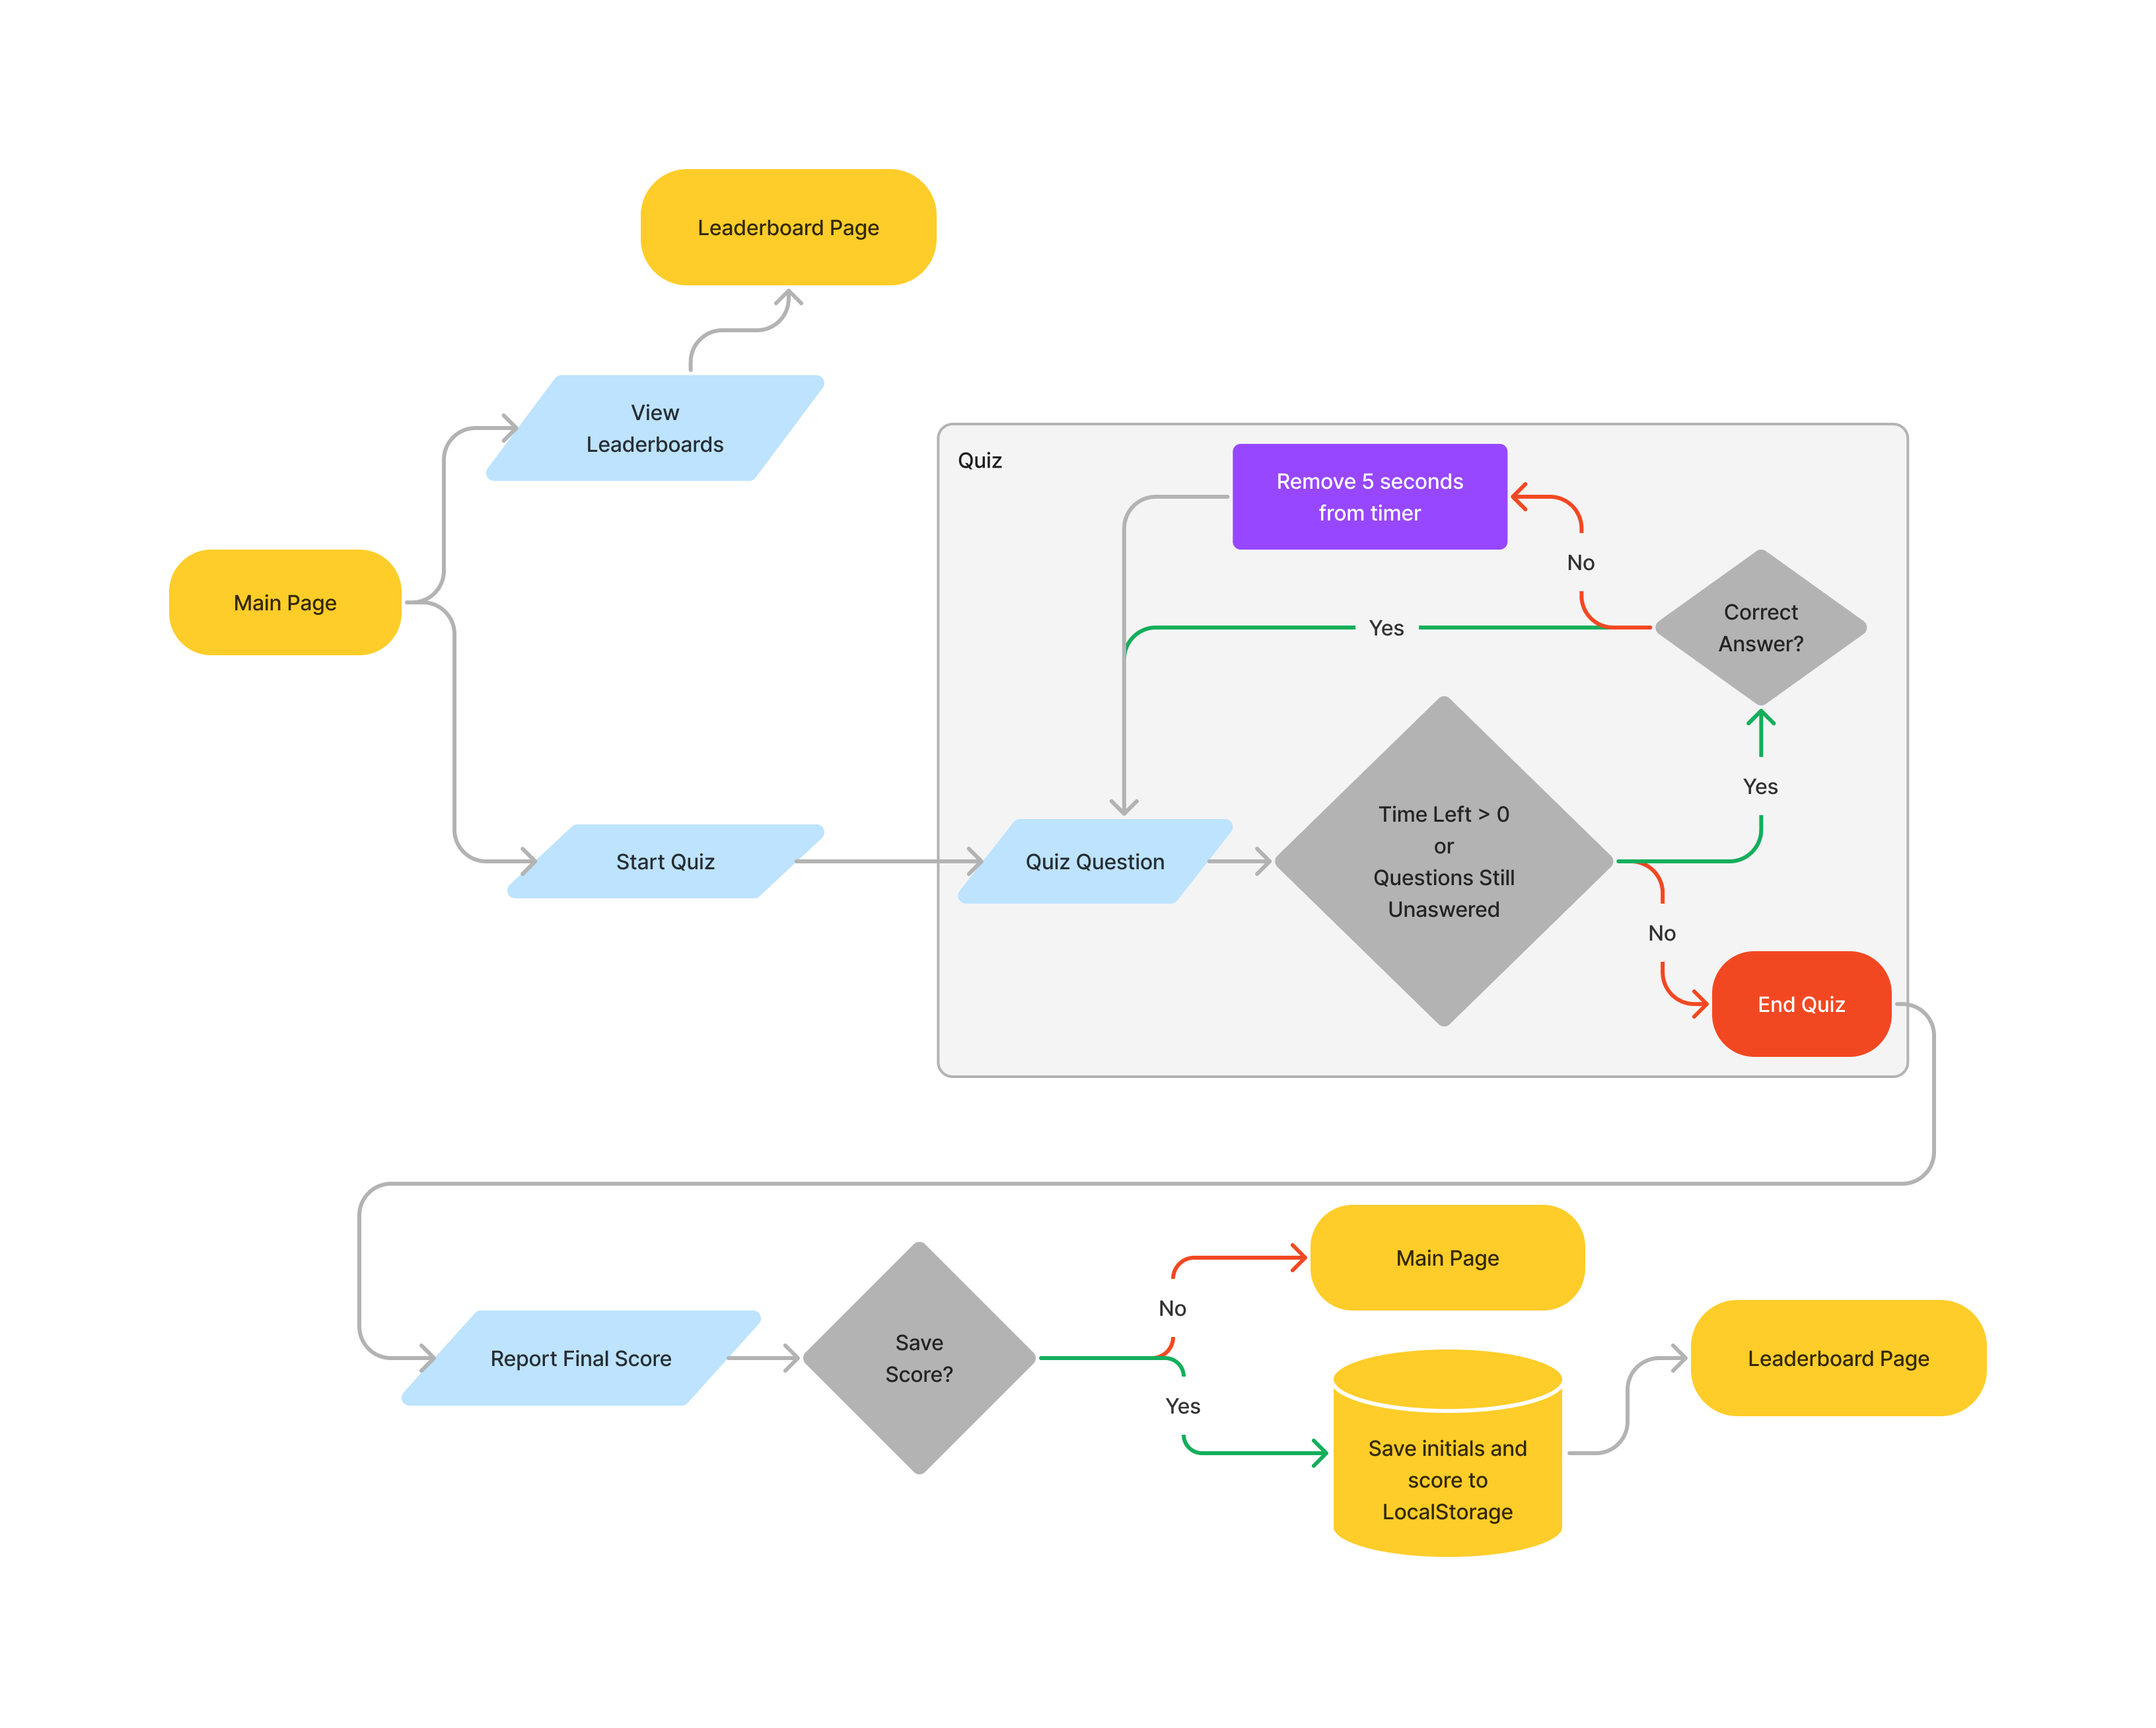 Leaderboard Page
View
Leaderboards
Main Page
Start Quiz
Quiz
Remove 5 seconds
from timer
No
Correct
Answer?
Yes
Yes
Quiz Question
Time Left > 0
or
Questions Still
Unaswered
No
End Quiz
Report Final Score
Save
Score?
No
Main Page
Yes
Save initials and
score to
LocalStorage
Leaderboard Page